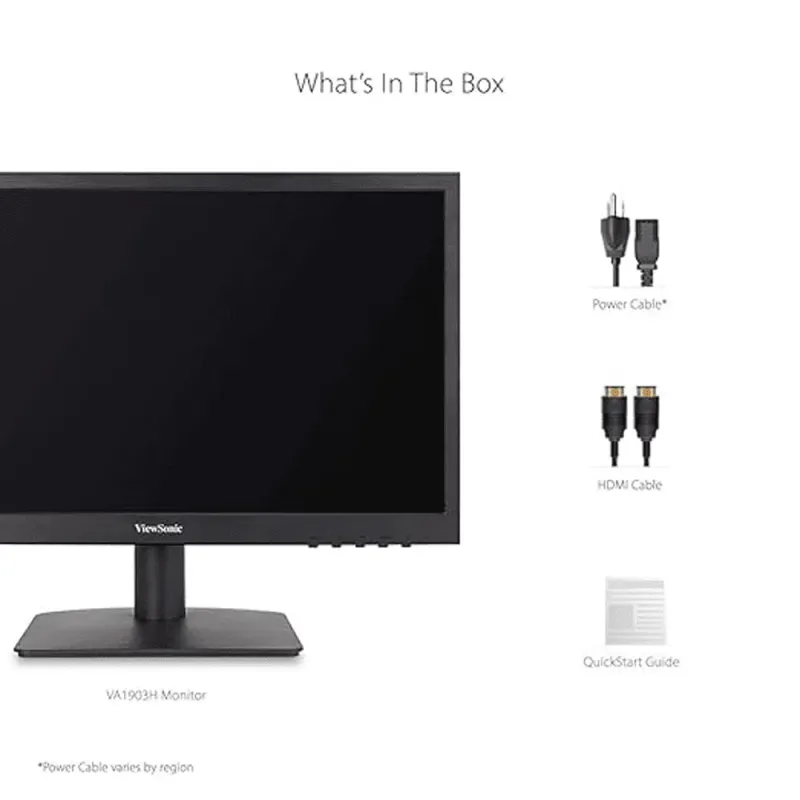 What's In The Box
Power Cable*
HDMI Cable
ViewSonic
QuickStart Guide
VA1903H Monitor
*Power Cable varies by region